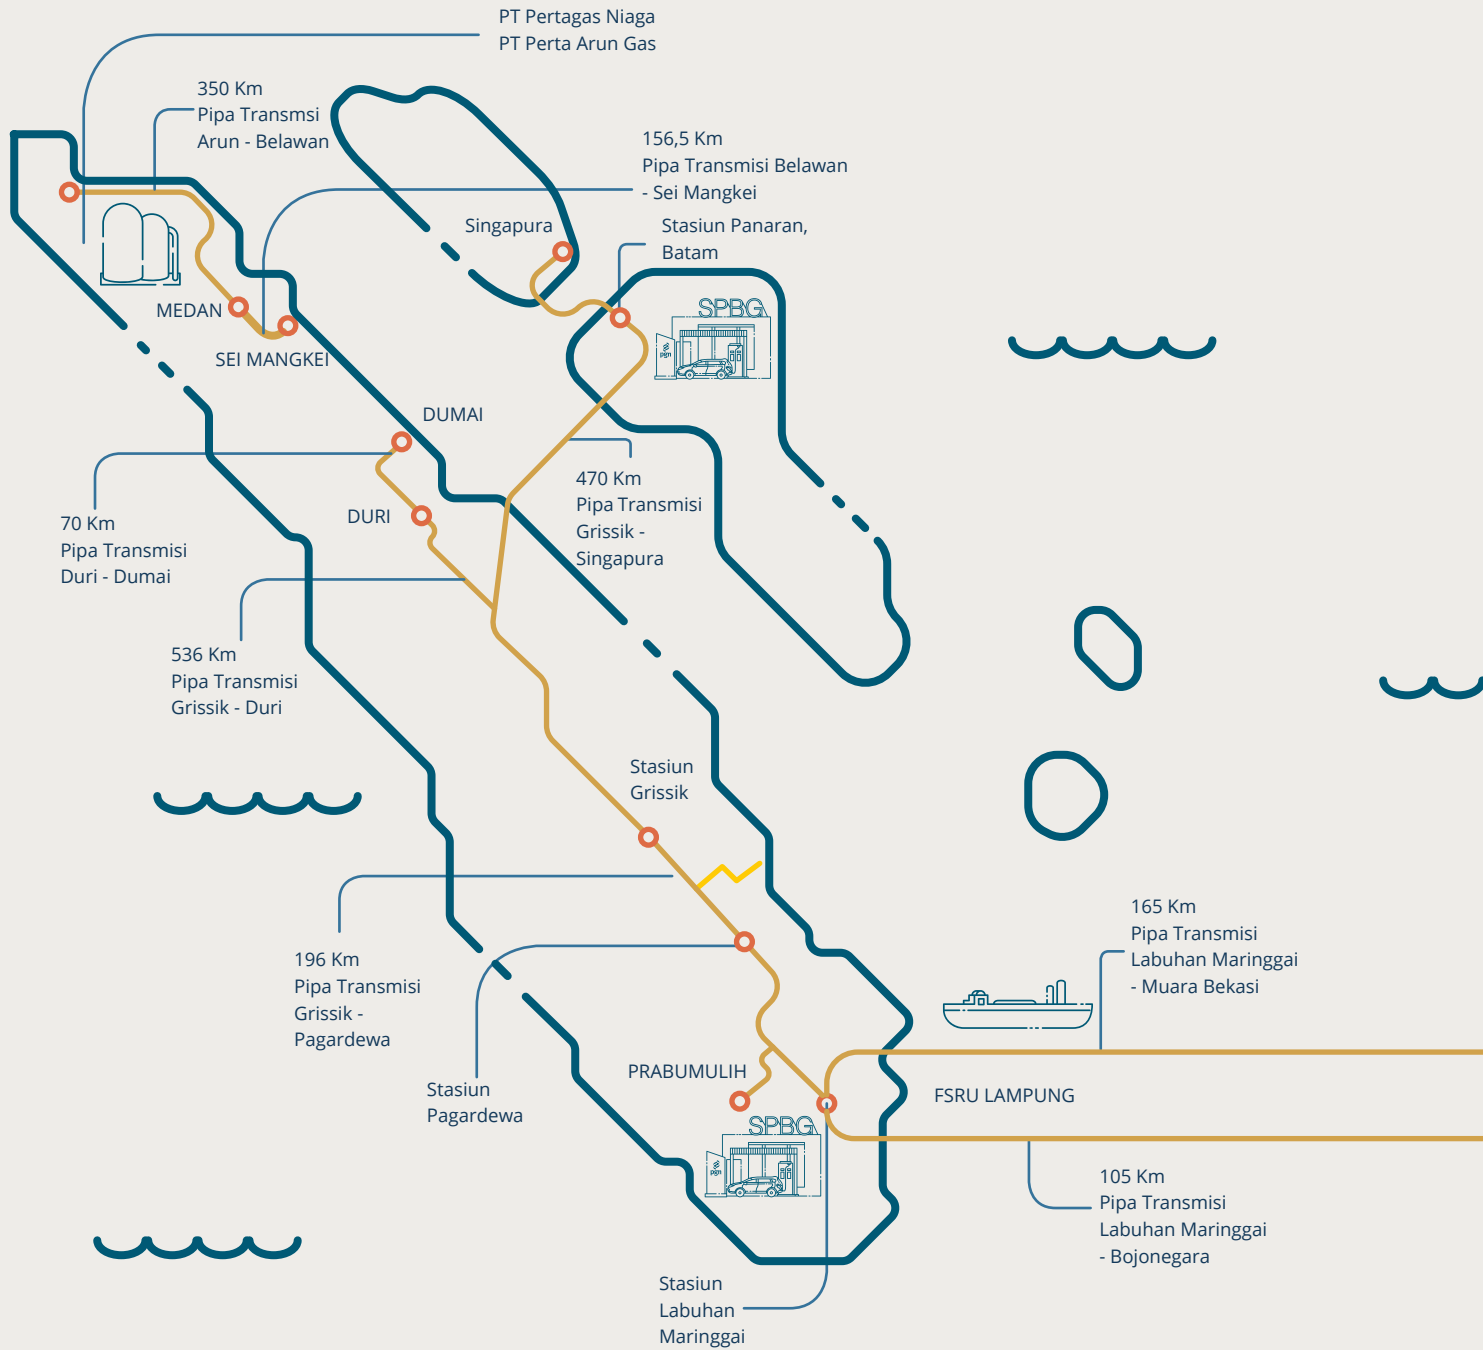 PT Pertagas Niaga
PT Perta Arun Gas
350 Km
Pipa Transmsi
Arun - Belawan
156,5 Km
Pipa Transmisi Belawan
- Sei Mangkei
Singapura
Stasiun Panaran,
Batam
SPBG
pgn
MEDAN
SEI MANGKEI
DUMAI
DURI
470 Km
Pipa Transmisi
Grissik -
Singapura
70 Km
Pipa Transmisi
Duri - Dumai
536 Km
Pipa Transmisi
Grissik - Duri
Stasiun
Grissik
196 Km
Pipa Transmisi
Grissik -
Pagardewa
165 Km
Pipa Transmisi
Labuhan Maringgai
- Muara Bekasi
Stasiun
Pagardewa
PRABUMULIH
FSRU LAMPUNG
SPBG
pgn
105 Km
Pipa Transmisi
Labuhan Maringgai
- Bojonegara
Stasiun
Labuhan
Maringgai